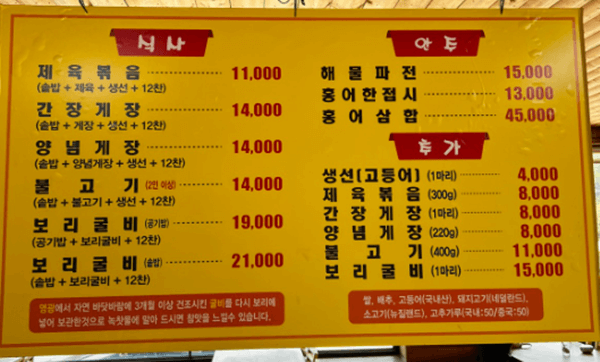 식사
제육볶음 11,000
(솥밥 + 제육 + 생선 + 12찬)
간장게장 14,000
(솥밥 + 게장 + 생선 + 12찬)
양념게장 14,000
(솥밥 + 양념게장 + 생선 + 12찬)
불고기 (2인 이상) 14,000
(솥밥 + 불고기 + 생선 + 12찬)
보리굴비 (공기밥) 19,000
(공기밥 + 보리굴비 + 12찬)
보리굴비 (솥밥) 21,000
(솥밥 + 보리굴비 + 12찬)
영광에서 자연 바닷바람에 3개월 이상 건조시킨 굴비를 다시 보리에
넣어 보관한것으로 녹찻물에 말아 드시면 참맛을 느낄수 있습니다.
안주
해물파전 15,000
홍어한접시 13,000
홍어삼합 45,000
추가
생선(고등어) (1마리) 4,000
제육볶음 (300g) 8,000
간장게장 (1마리) 8,000
양념게장 (220g) 8,000
불고기 (400g) 11,000
보리굴비 (1마리) 15,000
쌀, 배추, 고등어(국내산), 돼지고기(네덜란드),
소고기(뉴질랜드), 고추가루(국내:50/중국:50)